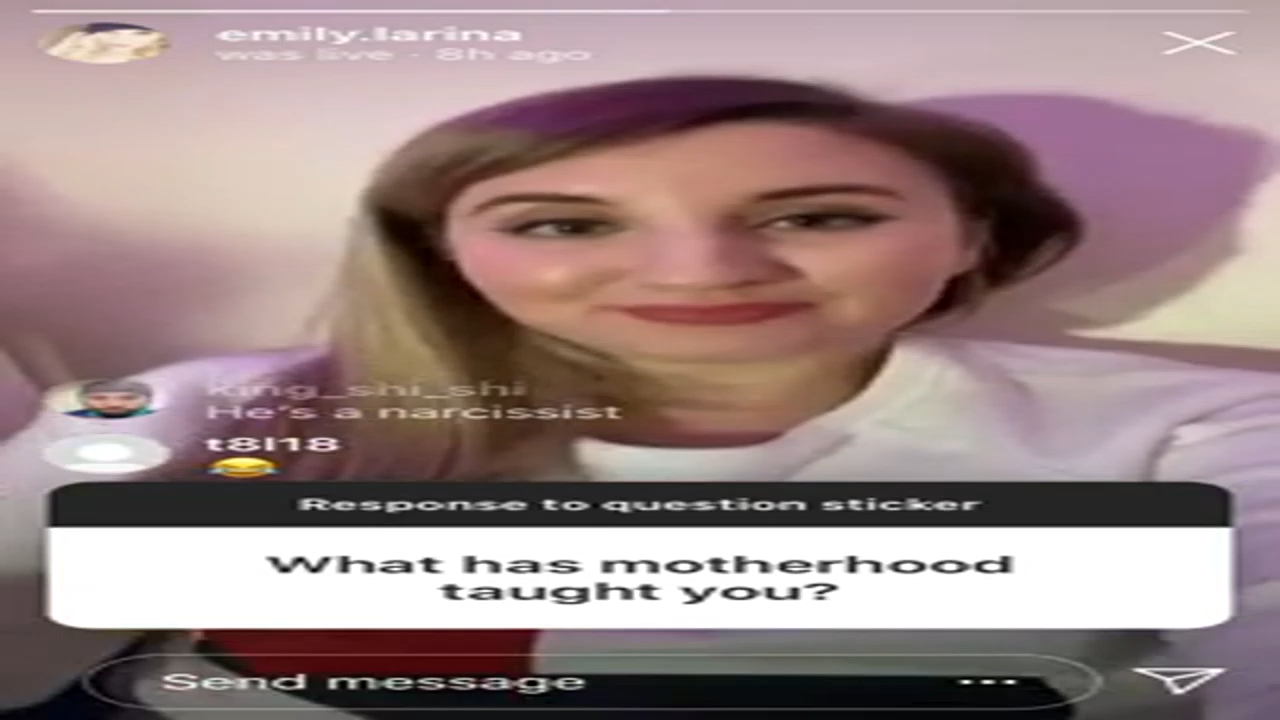 emily.larina
was live · 8h ago
king_shi_shi
He's a narcissist
t8l18
😂
Response to question sticker
What has motherhood
taught you?
Send message